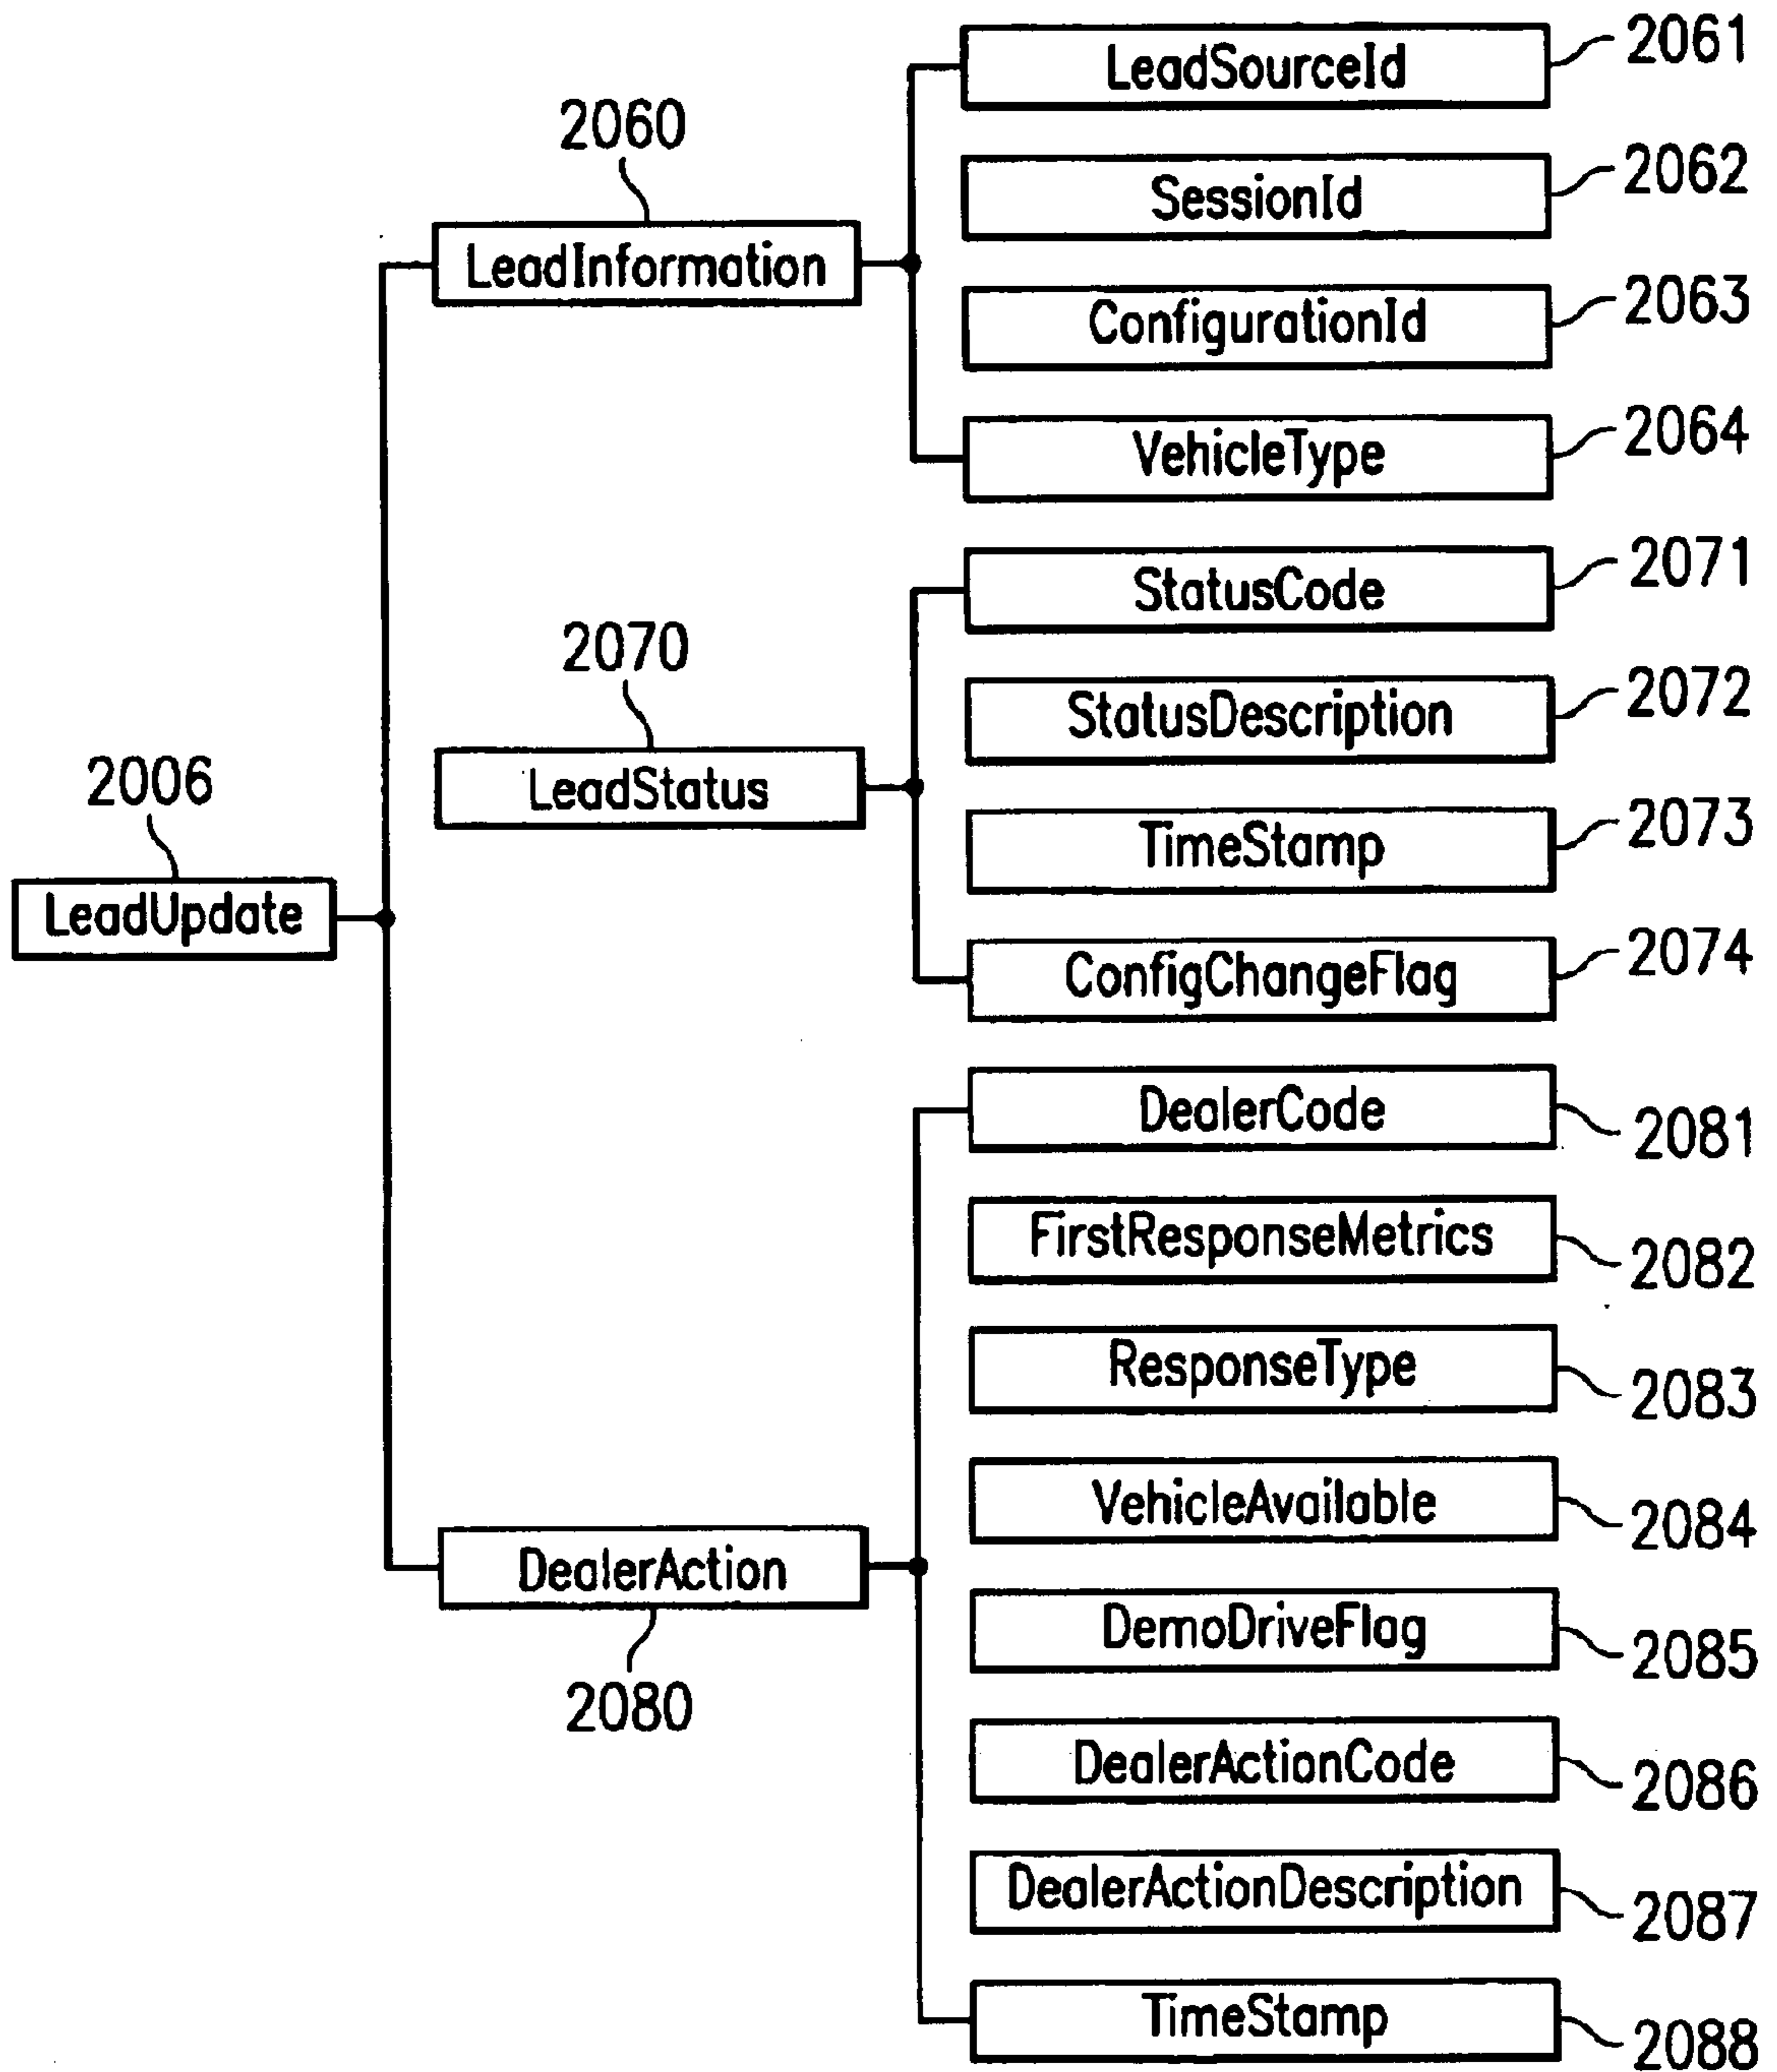 2061
LeadSourceId
2060
2062
SessionId
LeadInformation
2063
ConfigurationId
2064
VehicleType
2071
StatusCode
2070
2072
StatusDescription
LeadStatus
2006
2073
TimeStamp
LeadUpdate
2074
ConfigChangeFlag
DealerCode
2081
FirstResponseMetrics
2082
ResponseType
2083
VehicleAvailable
2084
DealerAction
DemoDriveFlag
2085
2080
DealerActionCode
2086
DealerActionDescription
2087
TimeStamp
2088